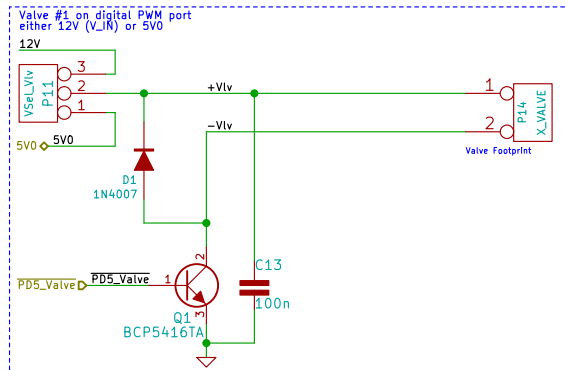 Valve #1 on digital PWM port
either 12V (V_IN) or 5V0
12V
3
2
1
VSel_Vlv
P11
5V0
5V0
+Vlv
-Vlv
1
2
P14
X_VALVE
Valve Footprint
D1
1N4007
PD5_Valve
PD5_Valve
1
2
3
Q1
BCP5416TA
C13
100n